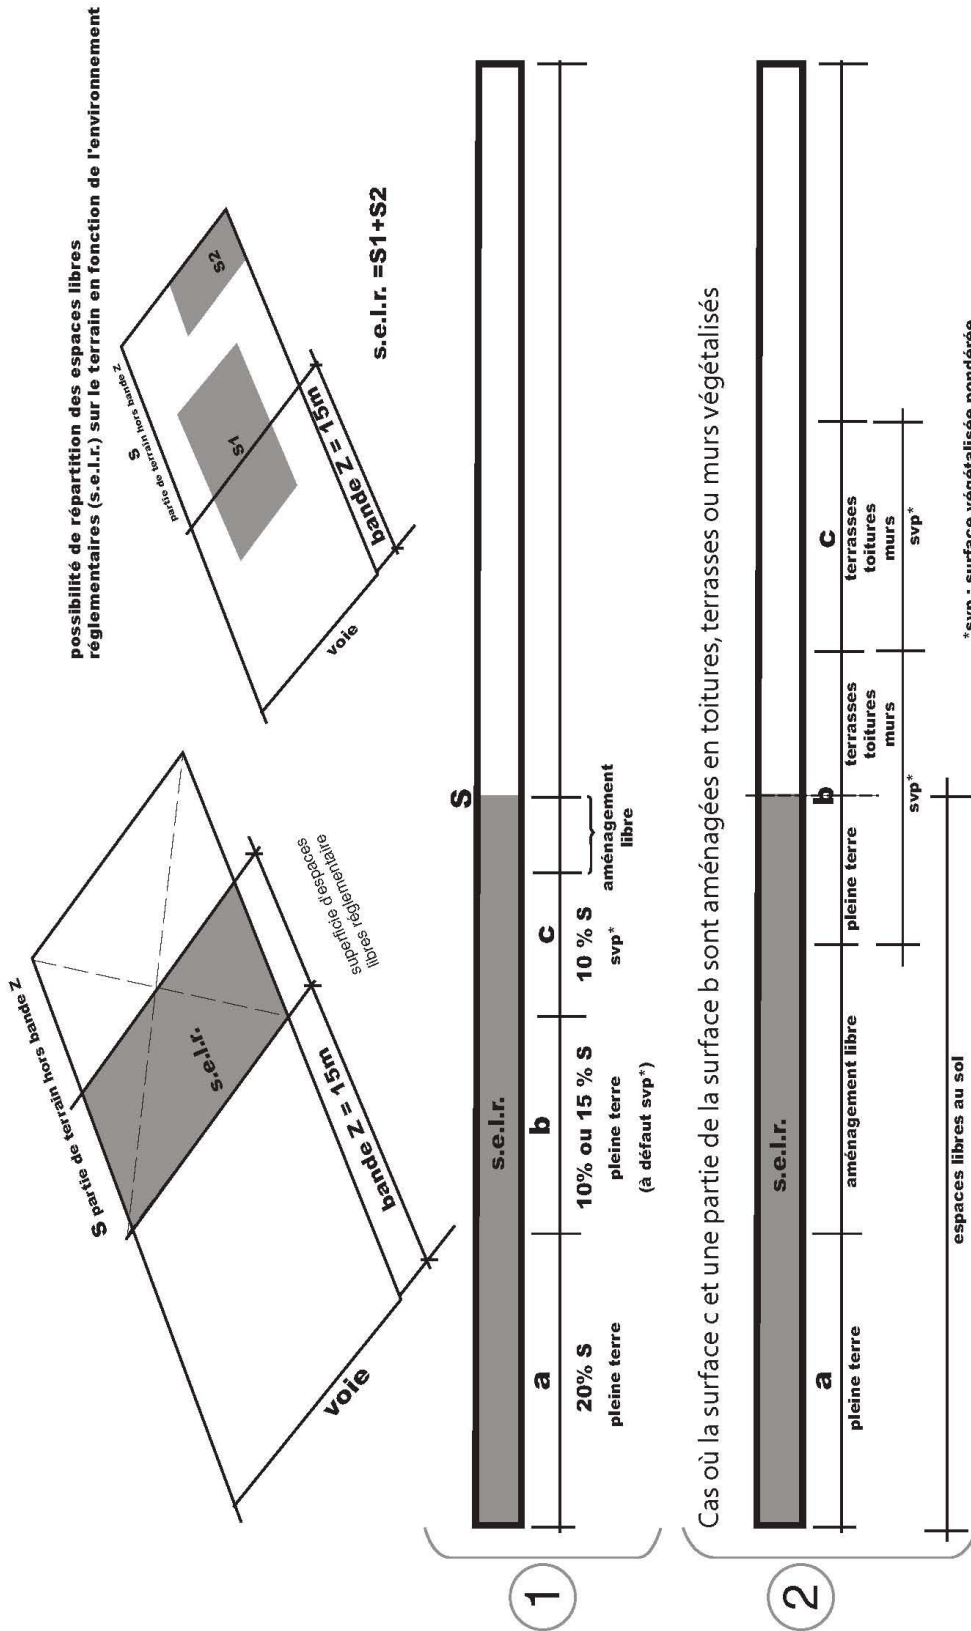 possibilité de répartition des espaces libres
réglementaires (s.e.l.r.) sur le terrain en fonction de l'environnement
S partie de terrain hors bande Z
s.e.l.r.
bande Z = 15m
superficie d'espaces
libres réglementaire
voie
S
partie de terrain hors bande Z
S1
S2
bande Z = 15m
voie
s.e.l.r. =S1+S2
1
S
s.e.l.r.
a
b
c
20% S
10% ou 15 % S
10 % S
aménagement
libre
pleine terre
pleine terre
(à défaut svp*)
svp*
2
Cas où la surface c et une partie de la surface b sont aménagées en toitures, terrasses ou murs végétalisés
s.e.l.r.
a
b
c
pleine terre
aménagement libre
pleine terre
terrasses
toitures
murs
terrasses
toitures
murs
svp*
svp*
espaces libres au sol
*svp : surface végétalisée pondérée